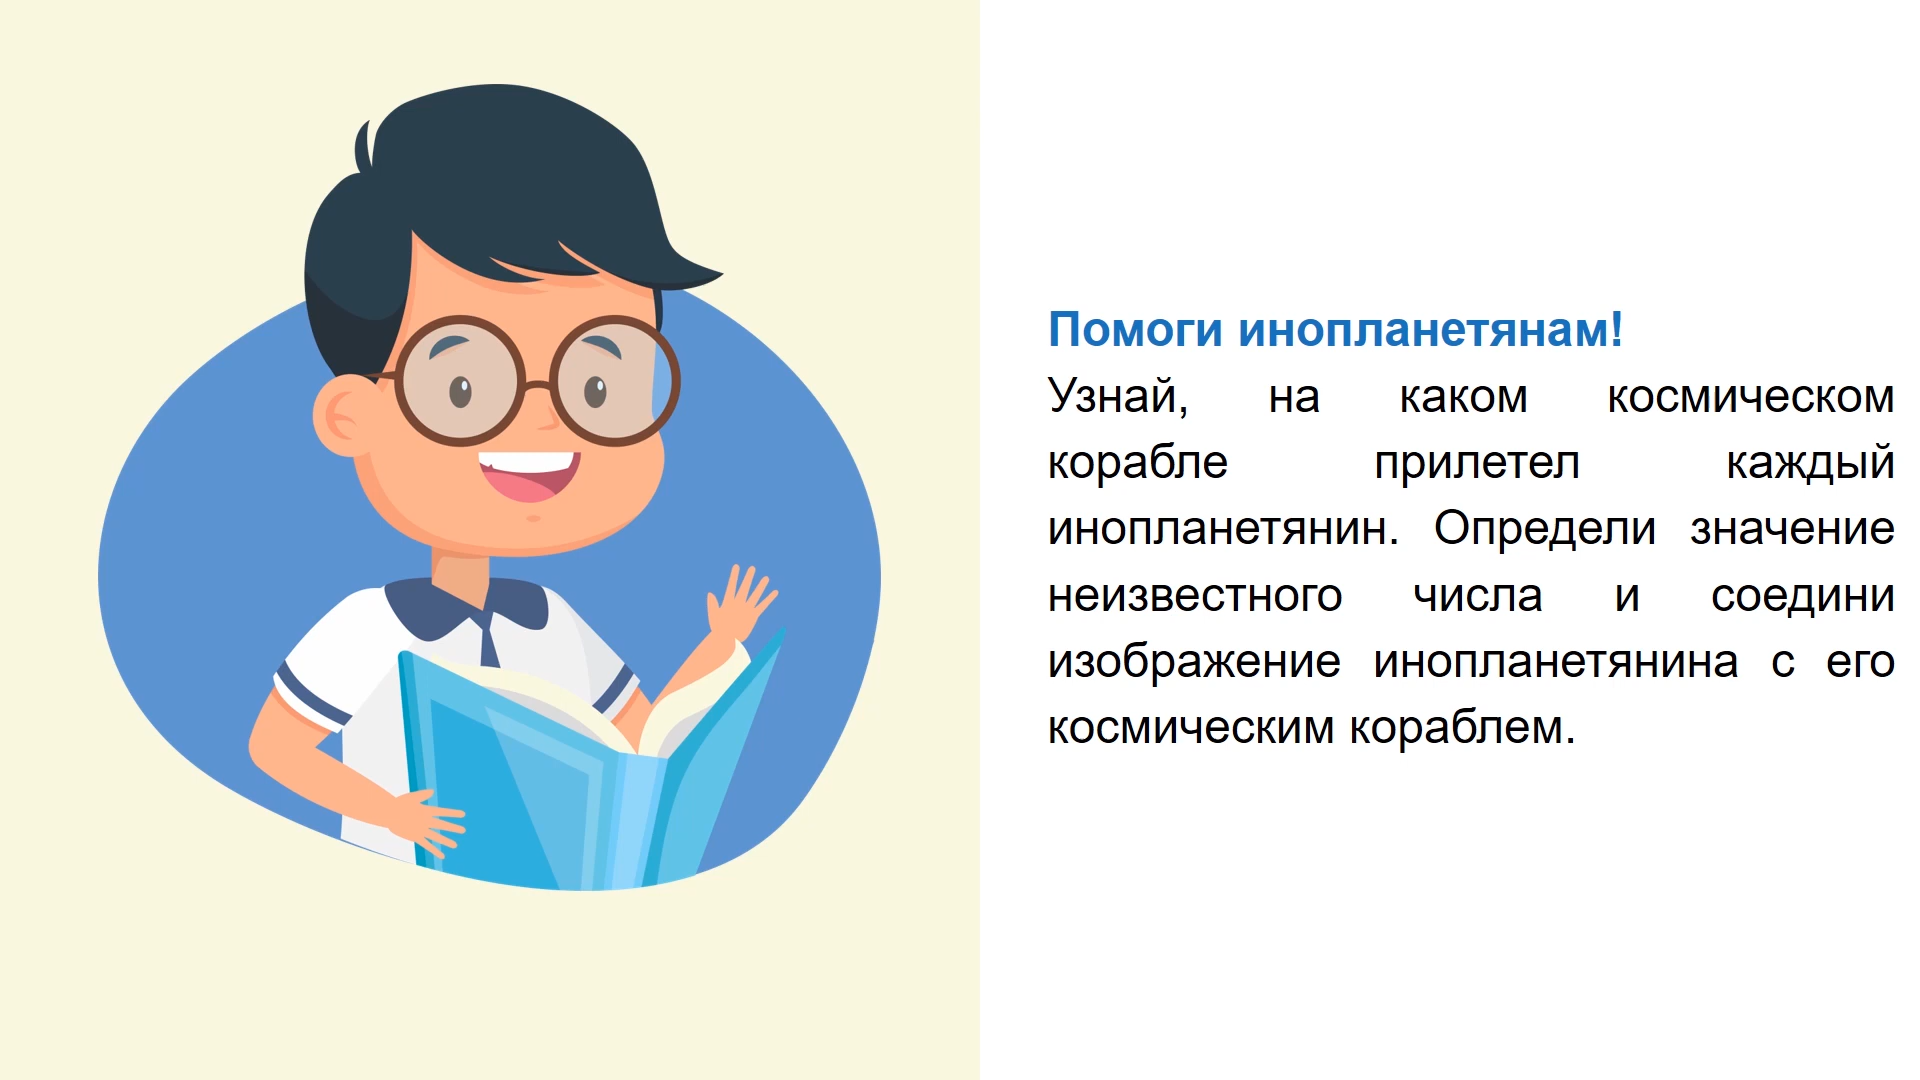 Помоги инопланетянам!
Узнай, на каком космическом
корабле прилетел каждый
инопланетянин. Определи значение
неизвестного числа и соедини
изображение инопланетянина с его
космическим кораблем.